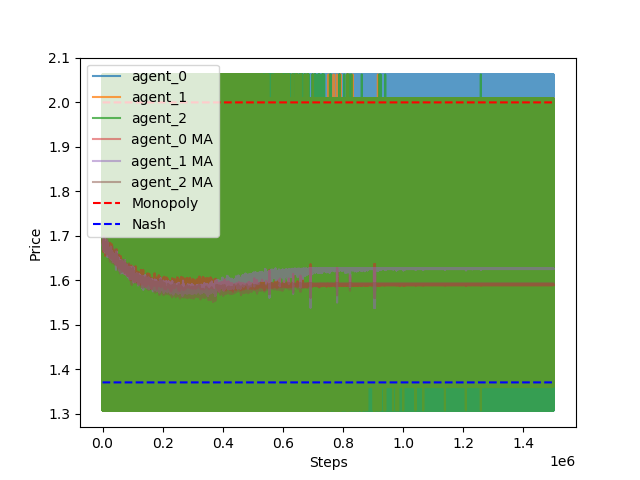 2.1
2.0
1.9
1.8
1.7
1.6
1.5
1.4
1.3
Price
agent_0
agent_1
agent_2
agent_0 MA
agent_1 MA
agent_2 MA
Monopoly
Nash
0.0 0.2 0.4 0.6 0.8 1.0 1.2 1.4
1e6
Steps